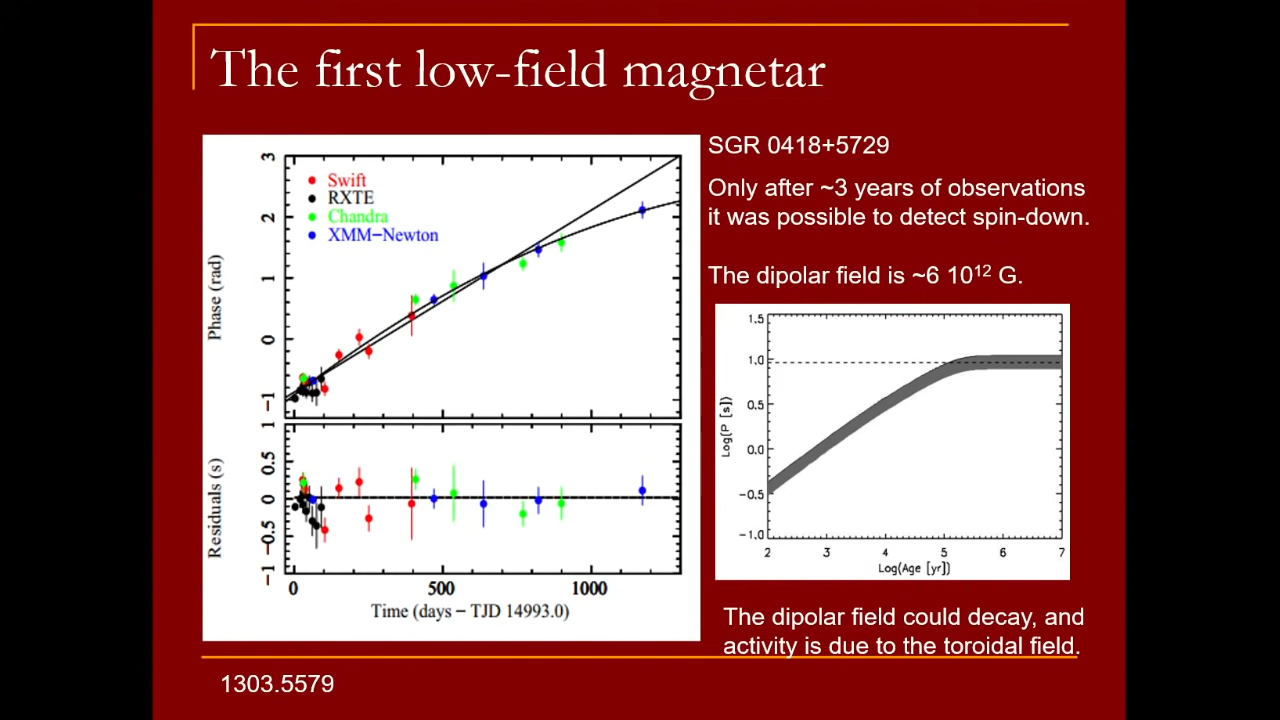 The first low-field magnetar
3
2
1
0
−1
Phase (rad)
Swift
RXTE
Chandra
XMM−Newton
1
0.5
0
−0.5
−1
Residuals (s)
0 500 1000
Time (days − TJD 14993.0)
SGR 0418+5729
Only after ~3 years of observations
it was possible to detect spin-down.
The dipolar field is ~6 10¹² G.
1.5
1.0
0.5
0.0
−0.5
−1.0
Log(P [s])
2 3 4 5 6 7
Log(Age [yr])
The dipolar field could decay, and
activity is due to the toroidal field.
1303.5579